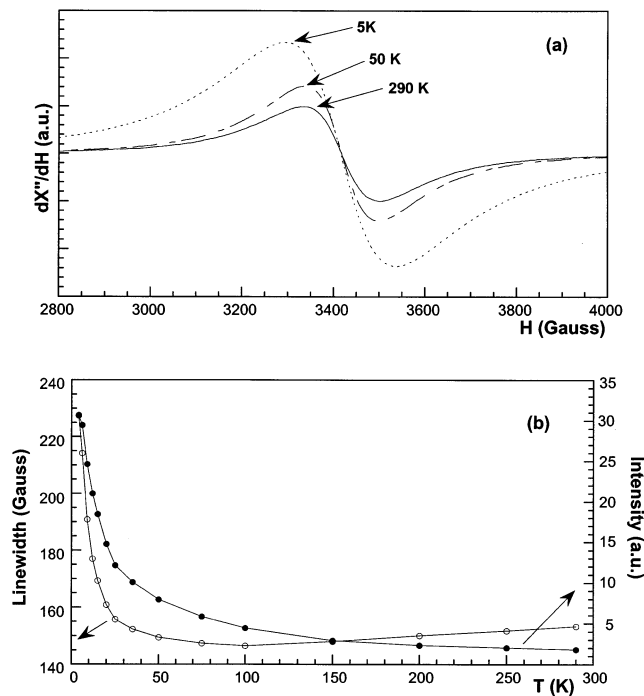 5K
(a)
50 K
290 K
dX"/dH (a.u.)
2800 3000 3200 3400 3600 3800 4000
H (Gauss)
240 35
(b)
220 30
25
200
20
180 15
10
160
5
140
0 50 100 150 200 250 300
Linewidth (Gauss)
Intensity (a.u.)
T (K)